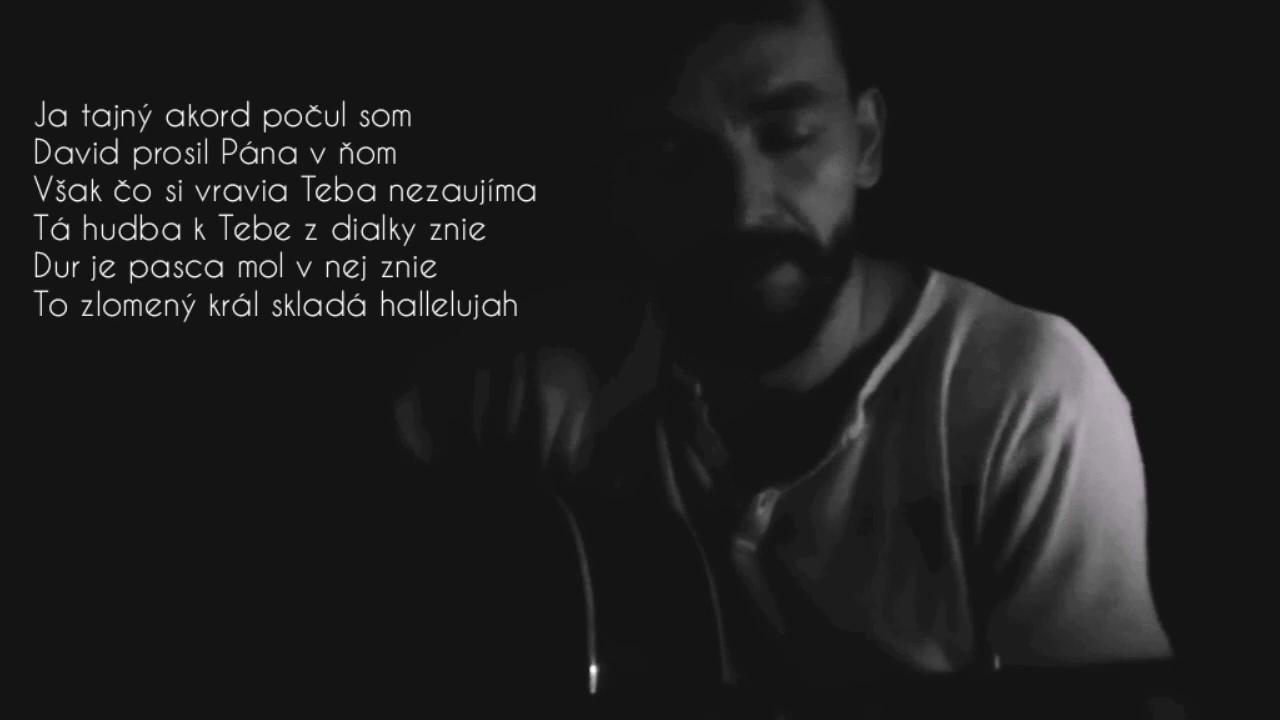 Ja tajný akord počul som
David prosil Pána v ňom
Však čo si vravia Teba nezaujíma
Tá hudba k Tebe z dialky znie
Dur je pasca mol v nej znie
To zlomený král skladá hallelujah